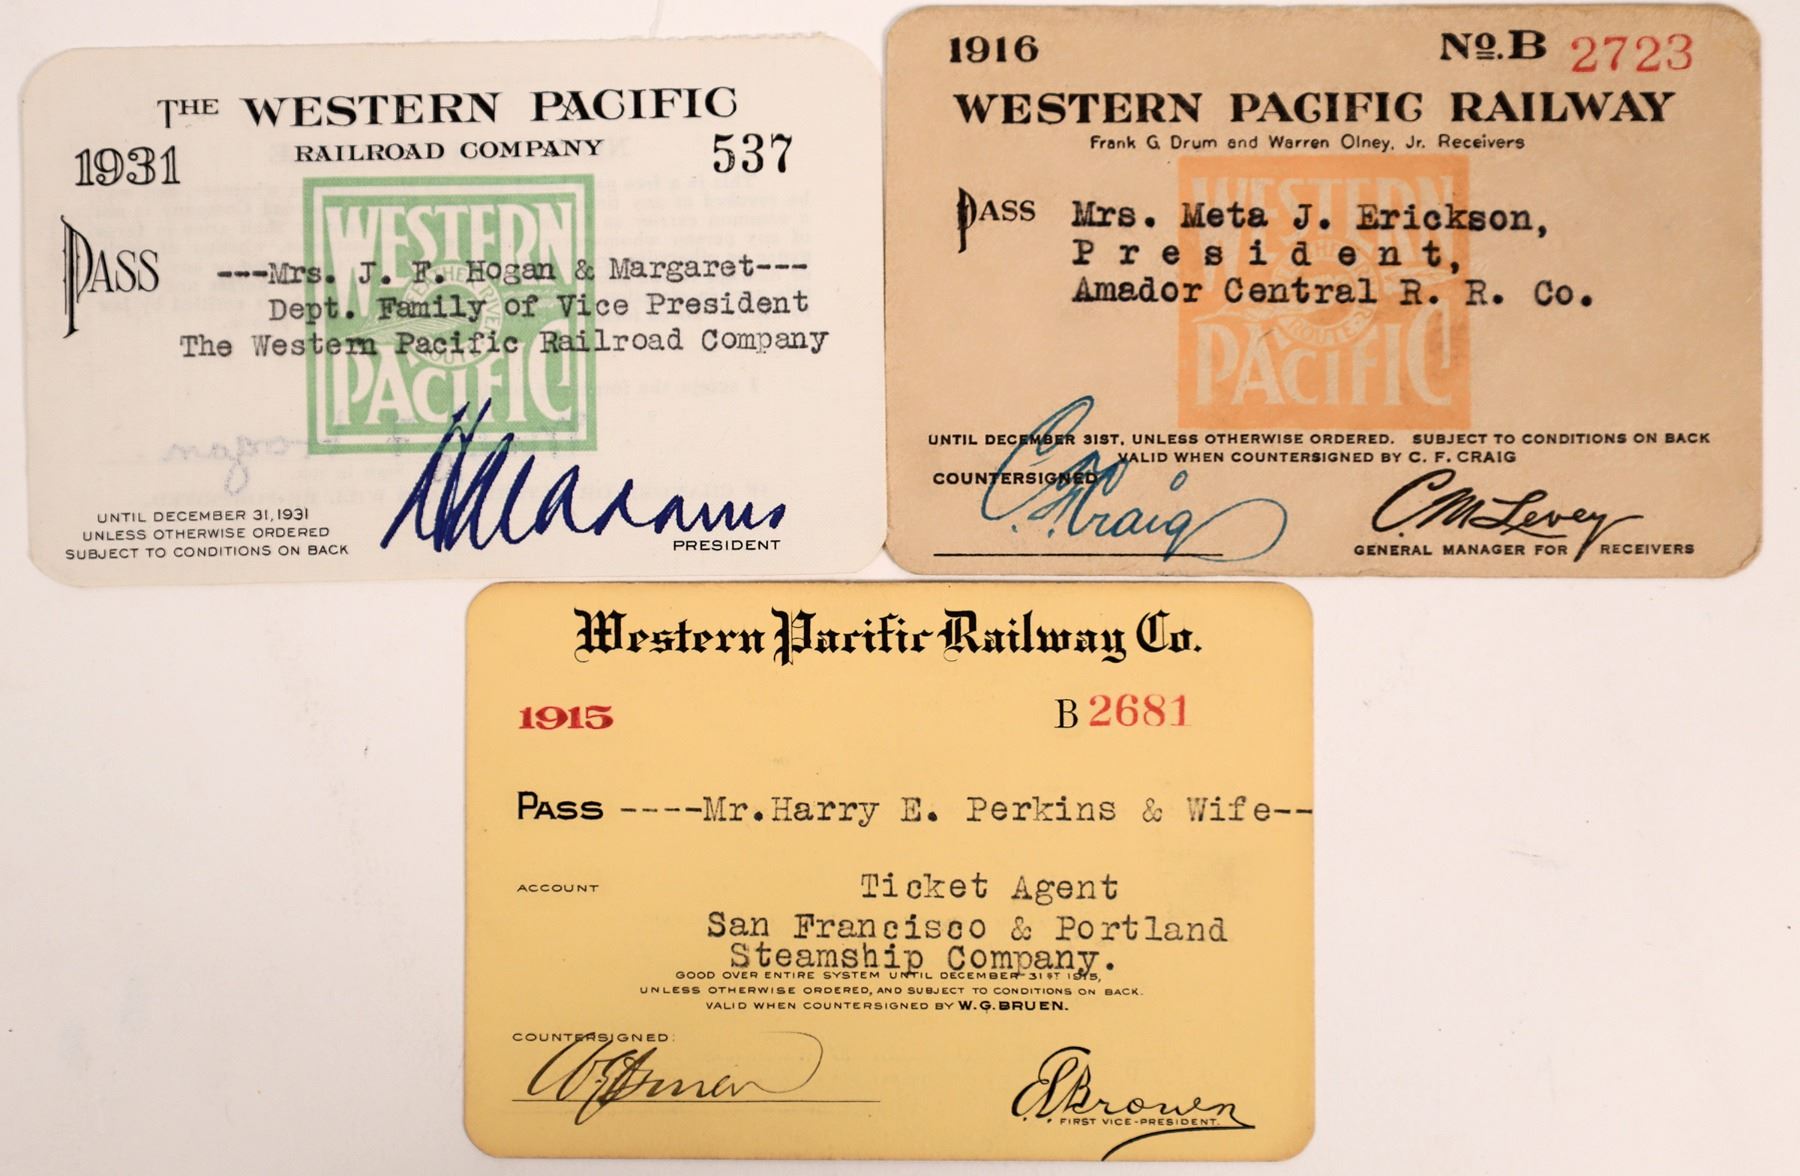 THE WESTERN PACIFIC
RAILROAD COMPANY
1931
537
WESTERN
PACIFIC
THE
ROUTE
PASS ---Mrs. J. F. Hogan & Margaret---
Dept. Family of Vice President
The Western Pacific Railroad Company
UNTIL DECEMBER 31, 1931
UNLESS OTHERWISE ORDERED
SUBJECT TO CONDITIONS ON BACK
PRESIDENT
1916
No. B 2723
WESTERN PACIFIC RAILWAY
Frank G. Drum and Warren Olney, Jr. Receivers
WESTERN
PACIFIC
THE
ROUTE
PASS Mrs. Meta J. Erickson,
President,
Amador Central R. R. Co.
UNTIL DECEMBER 31ST, UNLESS OTHERWISE ORDERED. SUBJECT TO CONDITIONS ON BACK
VALID WHEN COUNTERSIGNED BY C. F. CRAIG
COUNTERSIGNED
C. F. Craig
C M Levey
GENERAL MANAGER FOR RECEIVERS
Western Pacific Railway Co.
1915
B 2681
PASS ----Mr.Harry E. Perkins & Wife--
ACCOUNT Ticket Agent
San Francisco & Portland
Steamship Company.
GOOD OVER ENTIRE SYSTEM UNTIL DECEMBER 31ST 1915,
UNLESS OTHERWISE ORDERED, AND SUBJECT TO CONDITIONS ON BACK.
VALID WHEN COUNTERSIGNED BY W.G.BRUEN.
COUNTERSIGNED:
W.G.Bruen
FIRST VICE-PRESIDENT.